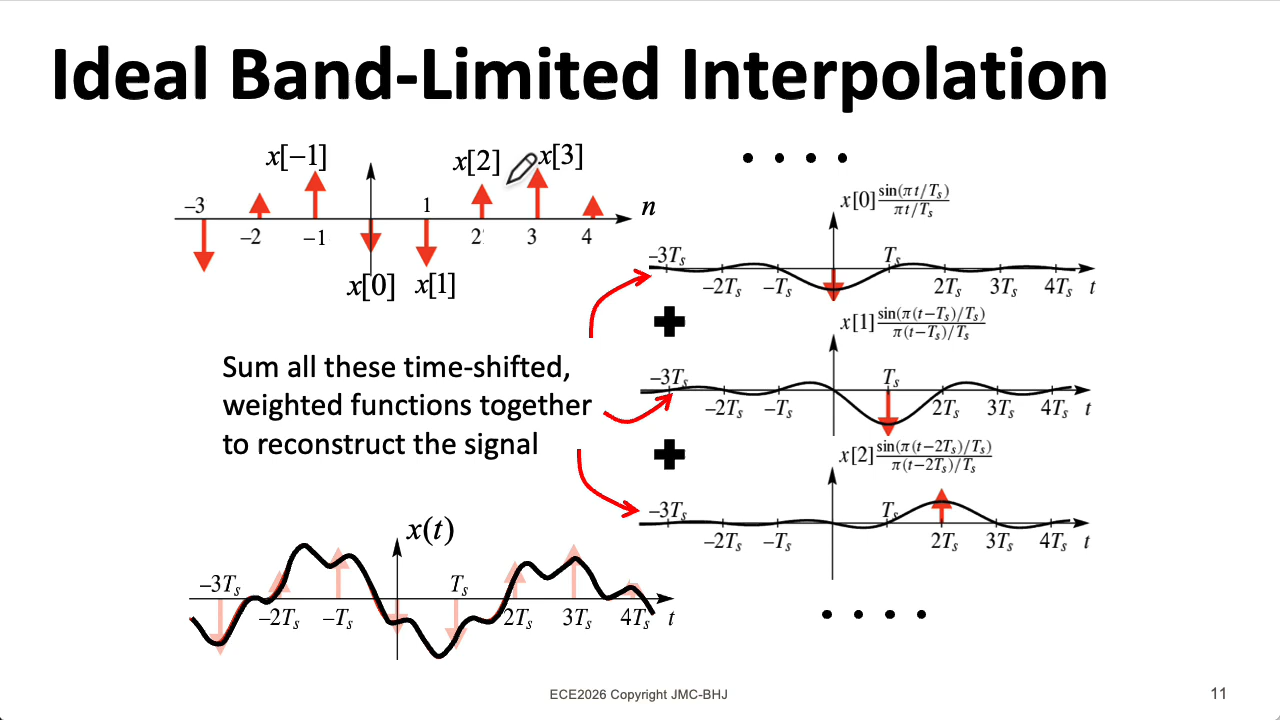 Ideal Band-Limited Interpolation
x[−1] x[2] x[3]
−3 1 n
−2 −1 2 3 4
x[0] x[1]
x[0] sin(πt/Tₛ)/πt/Tₛ
−3Tₛ Tₛ
−2Tₛ −Tₛ 2Tₛ 3Tₛ 4Tₛ t
x[1] sin(π(t−Tₛ)/Tₛ)/π(t−Tₛ)/Tₛ
−3Tₛ Tₛ
−2Tₛ −Tₛ 2Tₛ 3Tₛ 4Tₛ t
x[2] sin(π(t−2Tₛ)/Tₛ)/π(t−2Tₛ)/Tₛ
−3Tₛ Tₛ
−2Tₛ −Tₛ 2Tₛ 3Tₛ 4Tₛ t
Sum all these time-shifted,
weighted functions together
to reconstruct the signal
x(t)
−3Tₛ Tₛ
−2Tₛ −Tₛ 2Tₛ 3Tₛ 4Tₛ t
ECE2026 Copyright JMC-BHJ
11